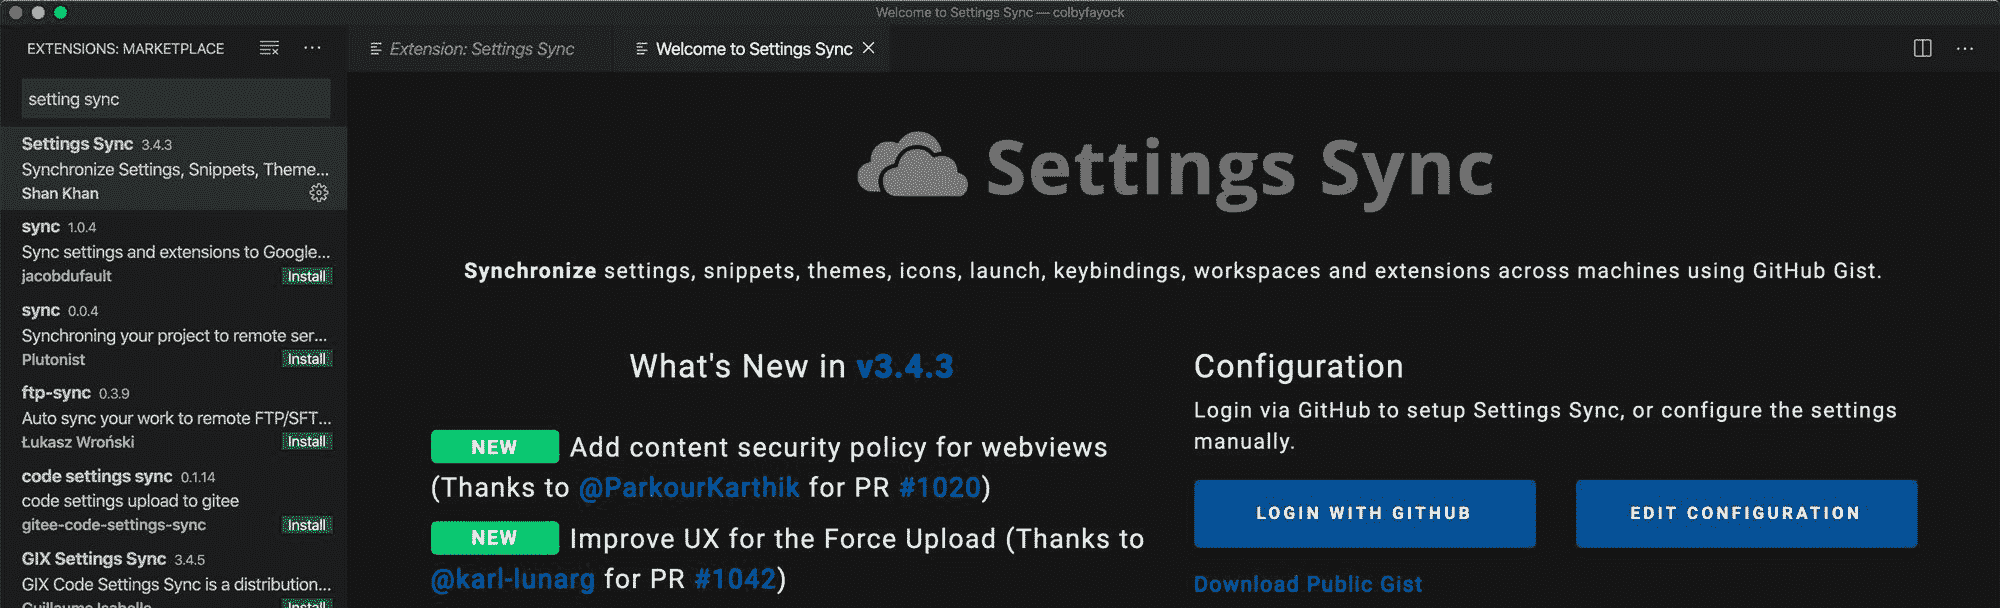 Welcome to Settings Sync — colbyfayock
EXTENSIONS: MARKETPLACE
Extension: Settings Sync
Welcome to Settings Sync
setting sync
Settings Sync 3.4.3
Synchronize Settings, Snippets, Theme...
Shan Khan
sync 1.0.4
Sync settings and extensions to Google...
jacobdufault
Install
sync 0.0.4
Synchroning your project to remote ser...
Plutonist
Install
ftp-sync 0.3.9
Auto sync your work to remote FTP/SFT...
Łukasz Wroński
Install
code settings sync 0.1.14
code settings upload to gitee
gitee-code-settings-sync
Install
GIX Settings Sync 3.4.5
GIX Code Settings Sync is a distribution...
Guillaume Isabelle
Install
Settings Sync
Synchronize settings, snippets, themes, icons, launch, keybindings, workspaces and extensions across machines using GitHub Gist.
What's New in v3.4.3
NEW Add content security policy for webviews
(Thanks to @ParkourKarthik for PR #1020)
NEW Improve UX for the Force Upload (Thanks to
@karl-lunarg for PR #1042)
Configuration
Login via GitHub to setup Settings Sync, or configure the settings
manually.
LOGIN WITH GITHUB
EDIT CONFIGURATION
Download Public Gist